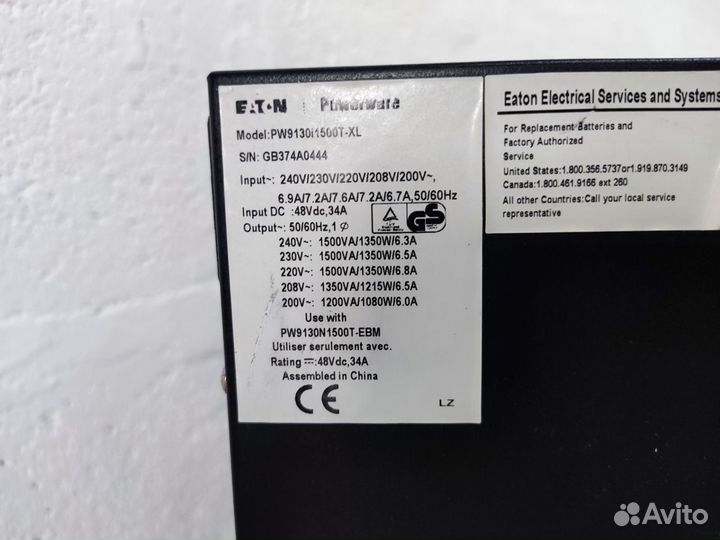 EATON Powerware
Model:PW9130i1500T-XL
S/N: GB374A0444
Input~: 240V/230V/220V/208V/200V~,
6.9A/7.2A/7.6A/7.2A/6.7A,50/60Hz
Input DC :48Vdc,34A
Output~: 50/60Hz,1 ϕ
GS
240V~: 1500VA/1350W/6.3A
230V~: 1500VA/1350W/6.5A
220V~: 1500VA/1350W/6.8A
208V~: 1350VA/1215W/6.5A
200V~: 1200VA/1080W/6.0A
Use with
PW9130N1500T-EBM
Utiliser serulement avec.
Rating ⎓:48Vdc,34A
Assembled in China
CE
LZ
Eaton Electrical Services and Systems
For Replacement Batteries and
Factory Authorized
Service
United States:1.800.356.5737or1.919.870.3149
Canada:1.800.461.9166 ext 260
All other Countries:Call your local service
representative
Avito